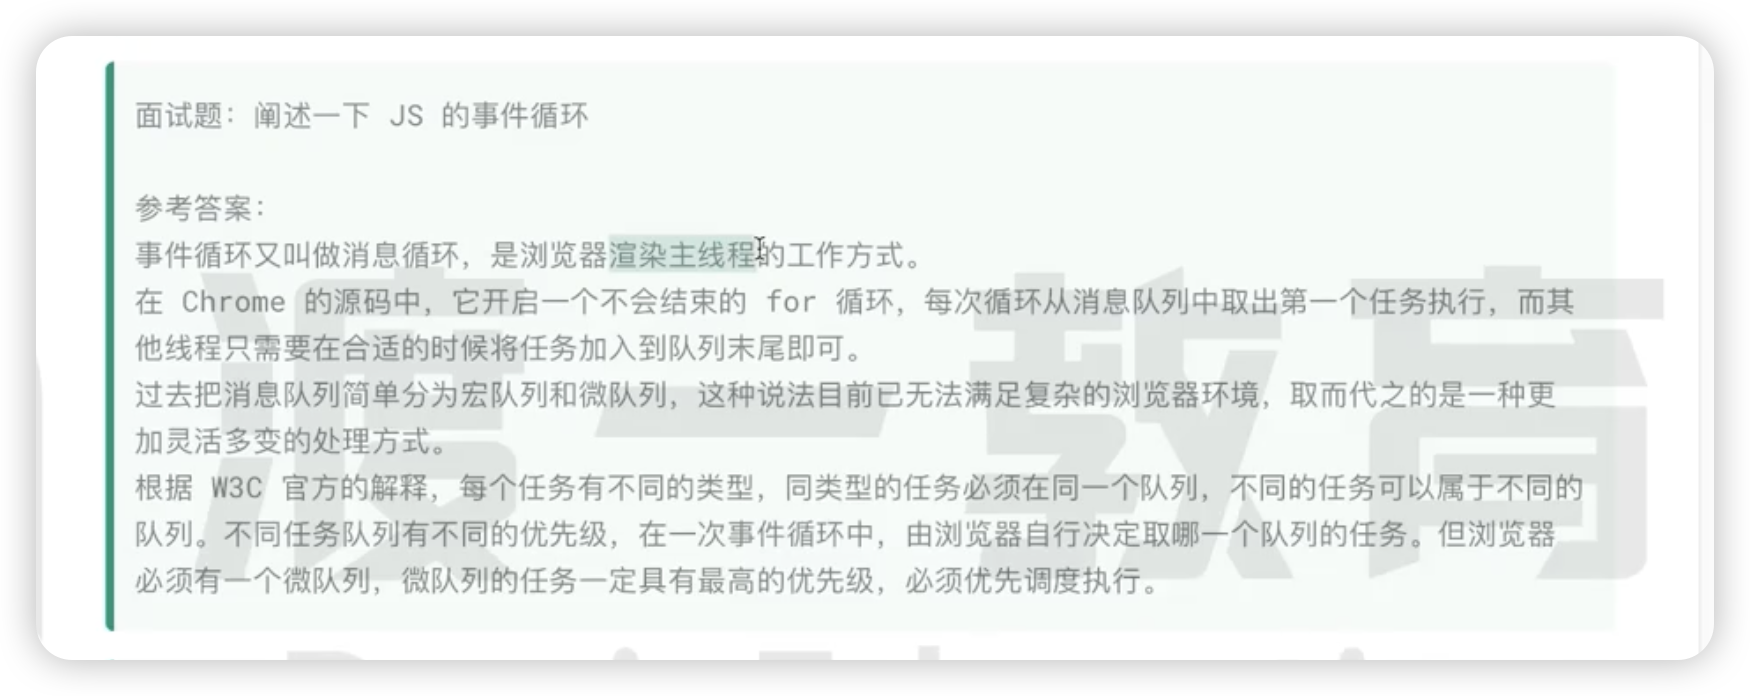 面试题：阐述一下 JS 的事件循环
参考答案：
事件循环又叫做消息循环，是浏览器渲染主线程的工作方式。
在 Chrome 的源码中，它开启一个不会结束的 for 循环，每次循环从消息队列中取出第一个任务执行，而其
他线程只需要在合适的时候将任务加入到队列末尾即可。
过去把消息队列简单分为宏队列和微队列，这种说法目前已无法满足复杂的浏览器环境，取而代之的是一种更
加灵活多变的处理方式。
根据 W3C 官方的解释，每个任务有不同的类型，同类型的任务必须在同一个队列，不同的任务可以属于不同的
队列。不同任务队列有不同的优先级，在一次事件循环中，由浏览器自行决定取哪一个队列的任务。但浏览器
必须有一个微队列，微队列的任务一定具有最高的优先级，必须优先调度执行。
渡一教育